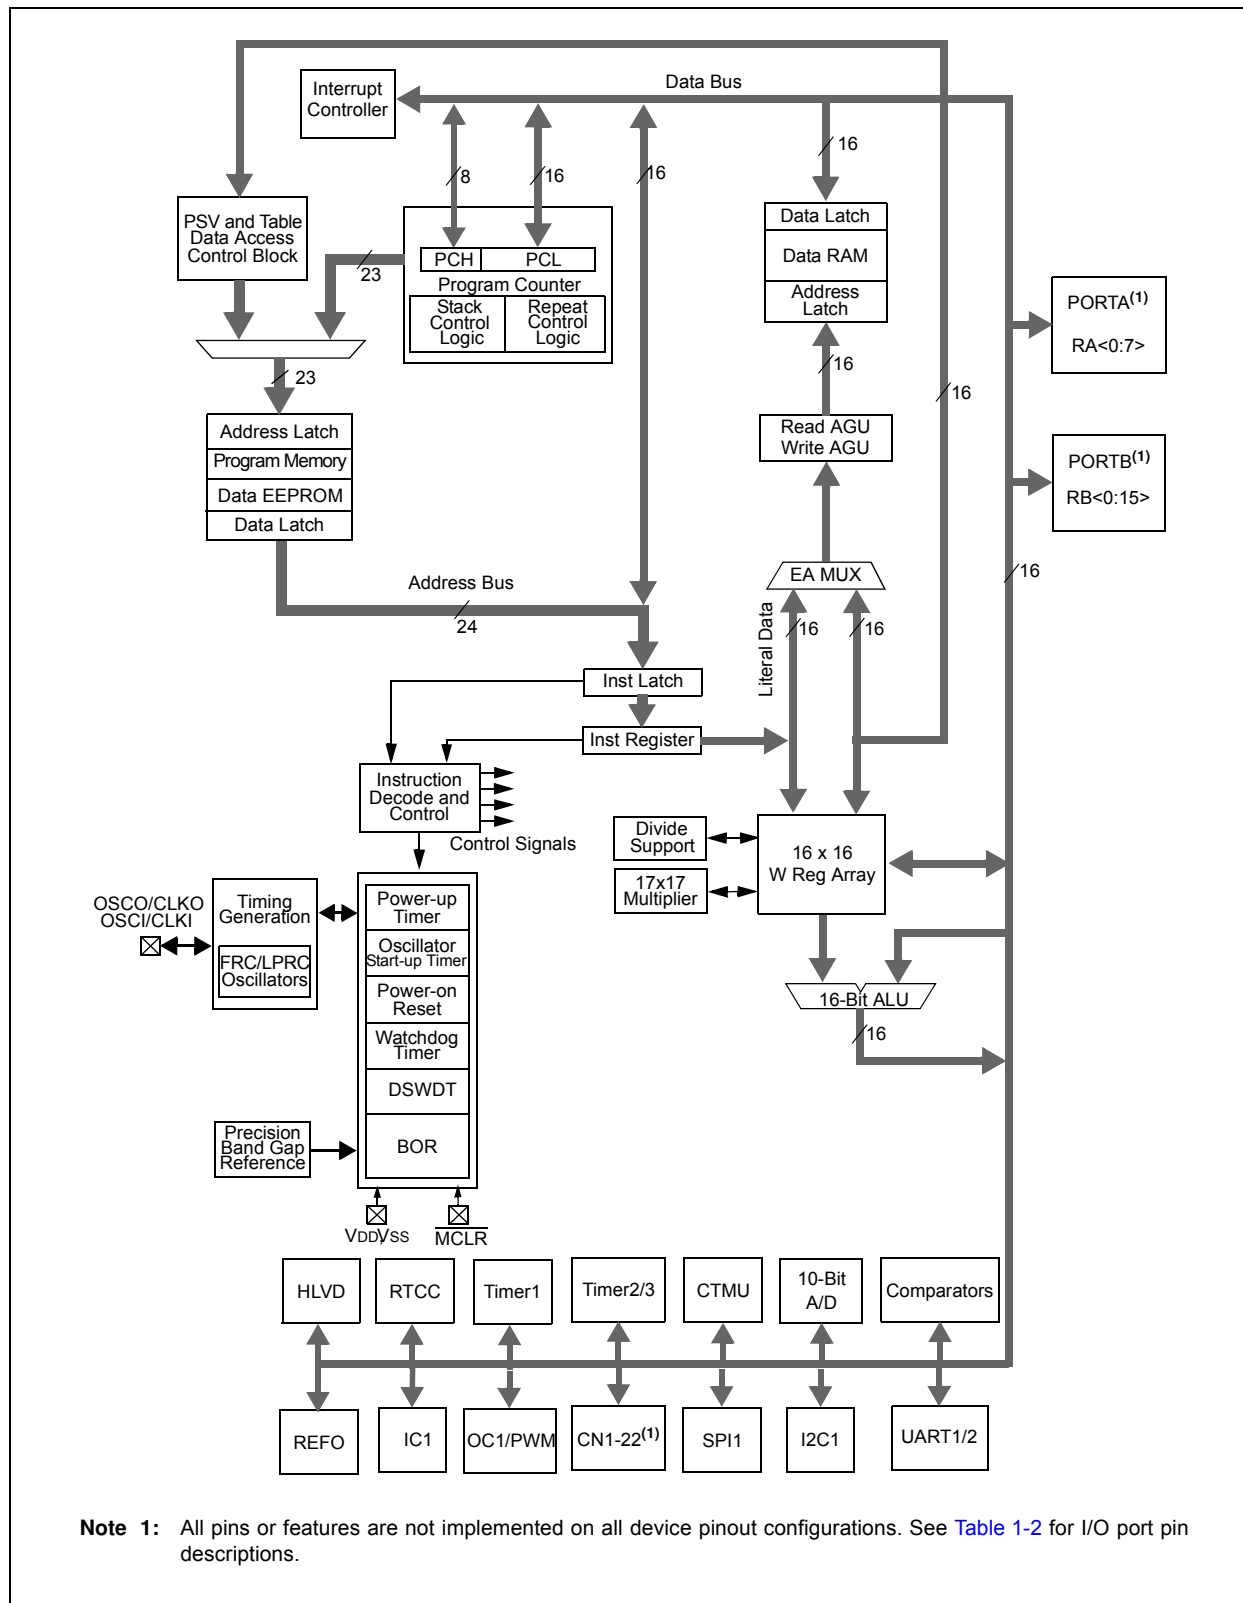 Data Bus
Interrupt
Controller
16
8
16
16
PSV and Table
Data Access
Control Block
Data Latch
Data RAM
Address
Latch
23
PCH
PCL
Program Counter
Stack
Control
Logic
Repeat
Control
Logic
PORTA(1)
RA<0:7>
23
16
16
Address Latch
Program Memory
Data EEPROM
Data Latch
Read AGU
Write AGU
PORTB(1)
RB<0:15>
EA MUX
16
Address Bus
24
Literal Data
16
16
Inst Latch
Inst Register
Instruction
Decode and
Control
Control Signals
Divide
Support
16 x 16
W Reg Array
17x17
Multiplier
OSCO/CLKO
OSCI/CLKI
Timing
Generation
FRC/LPRC
Oscillators
Power-up
Timer
Oscillator
Start-up Timer
Power-on
Reset
Watchdog
Timer
DSWDT
BOR
16-Bit ALU
16
Precision
Band Gap
Reference
VDD,VSS
MCLR
HLVD
RTCC
Timer1
Timer2/3
CTMU
10-Bit
A/D
Comparators
REFO
IC1
OC1/PWM
CN1-22(1)
SPI1
I2C1
UART1/2
Note 1: All pins or features are not implemented on all device pinout configurations. See Table 1-2 for I/O port pin
descriptions.